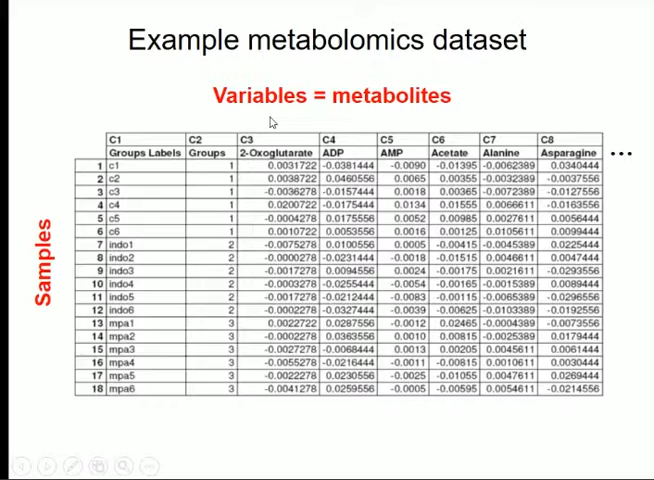 Example metabolomics dataset
Variables = metabolites
C1 C2 C3 C4 C5 C6 C7 C8
Groups Labels Groups 2-Oxoglutarate ADP AMP Acetate Alanine Asparagine ...
1 c1 1 0.0031722 -0.0381444 -0.0090 -0.01395 -0.0062389 0.0340444
2 c2 1 0.0038722 0.0460556 0.0065 0.00355 -0.0032389 -0.0037556
3 c3 1 -0.0036278 -0.0157444 0.0018 0.00365 -0.0072389 -0.0127556
4 c4 1 0.0200722 -0.0175444 0.0134 0.01555 0.0066611 -0.0163556
5 c5 1 -0.0004278 0.0175556 0.0052 0.00985 0.0027611 0.0056444
6 c6 1 0.0010722 0.0053556 0.0016 0.00125 0.0105611 0.0099444
7 indo1 2 -0.0075278 0.0100556 0.0005 -0.00415 -0.0045389 0.0225444
8 indo2 2 -0.0000278 -0.0231444 -0.0018 -0.01515 0.0046611 0.0047444
9 indo3 2 -0.0017278 0.0094556 0.0024 -0.00175 0.0021611 -0.0293556
10 indo4 2 -0.0003278 -0.0255444 -0.0054 -0.00165 -0.0015389 0.0089444
11 indo5 2 -0.0017278 -0.0212444 -0.0083 -0.00115 -0.0065389 -0.0296556
12 indo6 2 -0.0002278 -0.0327444 -0.0039 -0.00625 -0.0103389 -0.0192556
13 mpa1 3 0.0022722 0.0287556 -0.0012 0.02465 -0.0004389 -0.0073556
14 mpa2 3 -0.0002278 0.0363556 0.0010 0.00815 -0.0025389 0.0179444
15 mpa3 3 -0.0027278 -0.0068444 0.0013 0.00205 0.0045611 0.0061444
16 mpa4 3 -0.0055278 -0.0216444 -0.0011 -0.00815 0.0010611 0.0030444
17 mpa5 3 -0.0022278 0.0230556 -0.0025 -0.01055 0.0047611 0.0269444
18 mpa6 3 -0.0041278 0.0259556 -0.0005 -0.00595 0.0054611 -0.0214556
Samples